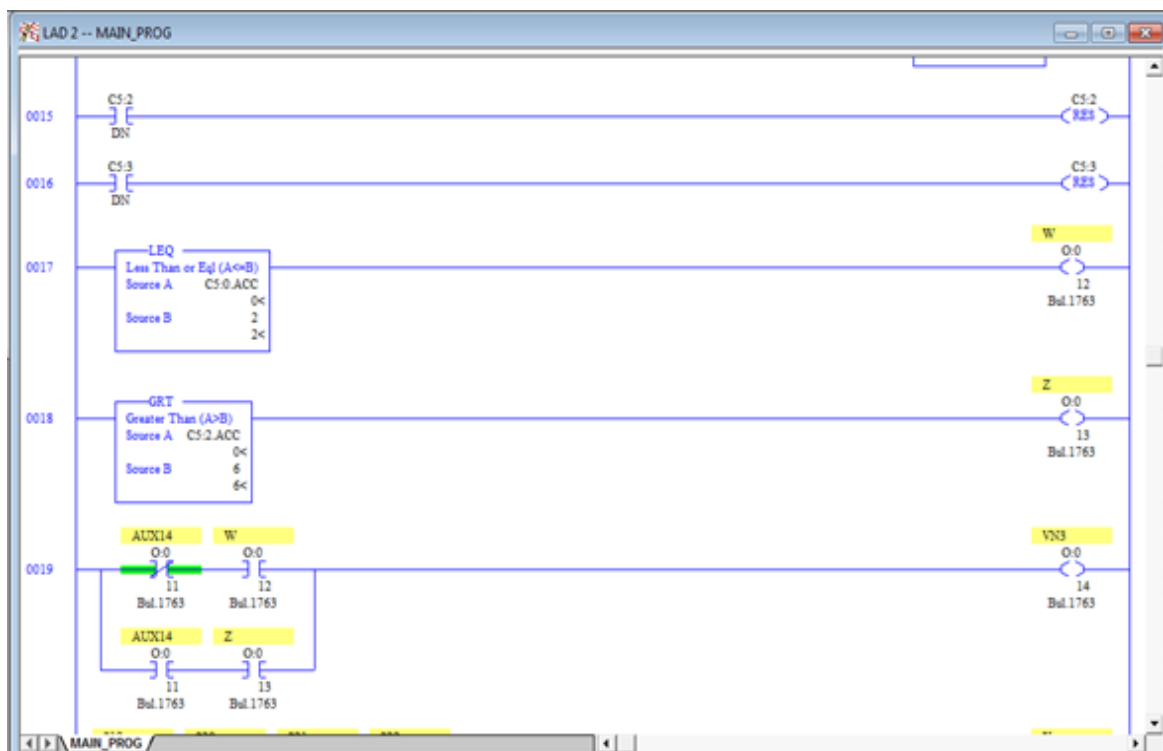 LAD 2 -- MAIN_PROG
C5:2
C5:2
0015
RES
DN
C5:3
C5:3
0016
RES
DN
W
LEQ
O:0
0017
Less Than or Eql (A<=B)
Source A C5:0.ACC
12
0<
Bul.1763
Source B 2
2<
Z
GRT
O:0
0018
Greater Than (A>B)
Source A C5:2.ACC
13
0<
Bul.1763
Source B 6
6<
AUX14 W VN3
O:0 O:0 O:0
0019
11 12 14
Bul.1763 Bul.1763 Bul.1763
AUX14 Z
O:0 O:0
11 13
Bul.1763 Bul.1763
MAIN_PROG